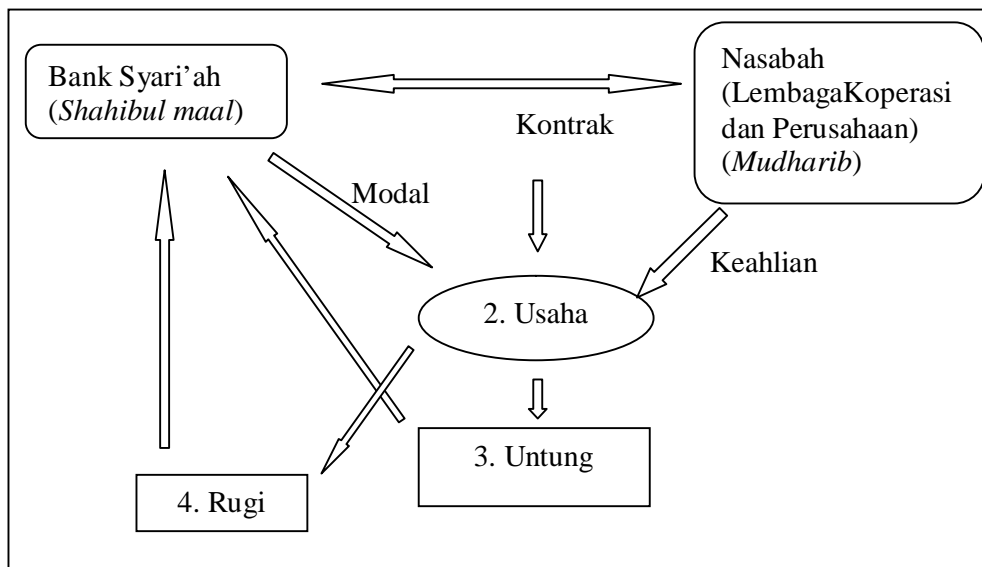 Bank Syari’ah
(Shahibul maal)
Nasabah
(LembagaKoperasi
dan Perusahaan)
(Mudharib)
Kontrak
Modal
Keahlian
2. Usaha
3. Untung
4. Rugi